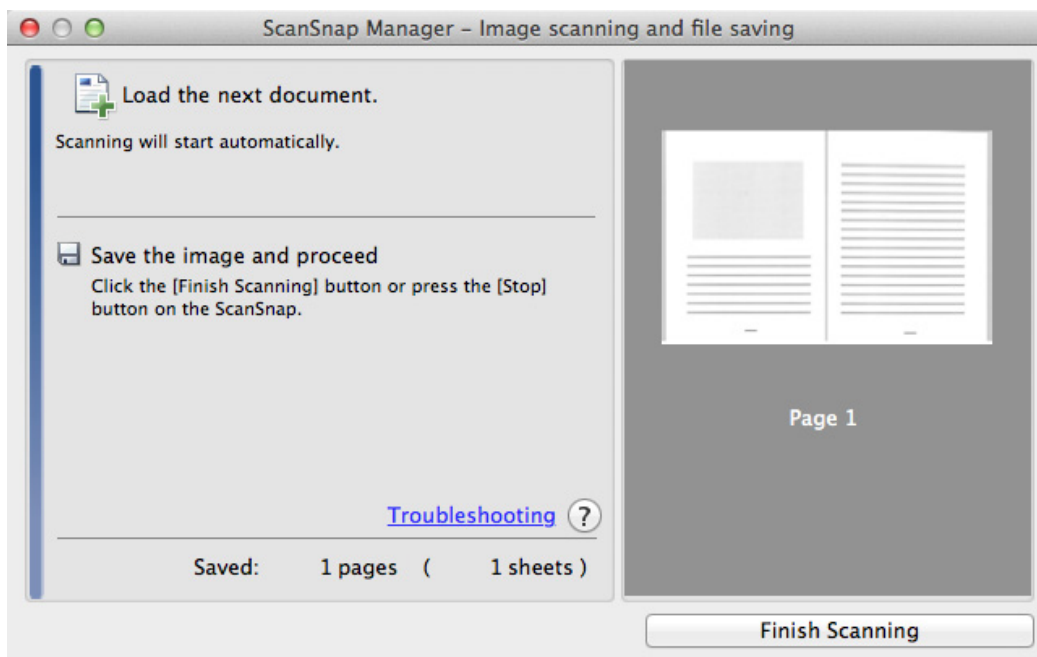 ScanSnap Manager – Image scanning and file saving
Load the next document.
Scanning will start automatically.
Save the image and proceed
Click the [Finish Scanning] button or press the [Stop]
button on the ScanSnap.
Troubleshooting ?
Saved: 1 pages ( 1 sheets )
Page 1
Finish Scanning